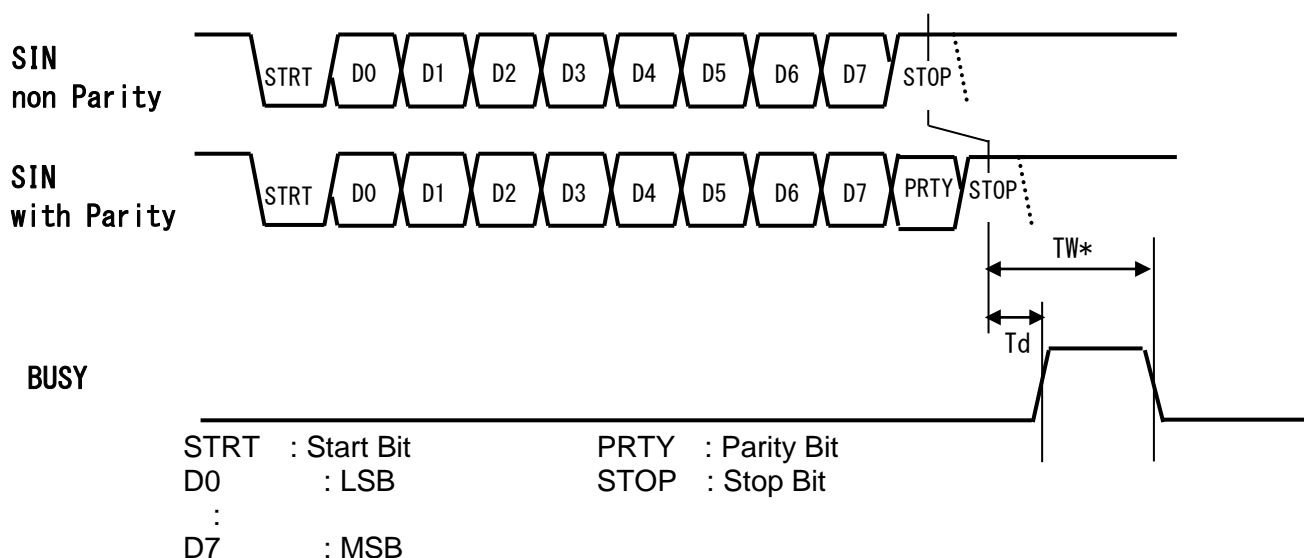 SIN
non Parity
STRT D0 D1 D2 D3 D4 D5 D6 D7 STOP
SIN
with Parity
STRT D0 D1 D2 D3 D4 D5 D6 D7 PRTY STOP
TW*
Td
BUSY
STRT : Start Bit PRTY : Parity Bit
D0 : LSB STOP : Stop Bit
:
D7 : MSB